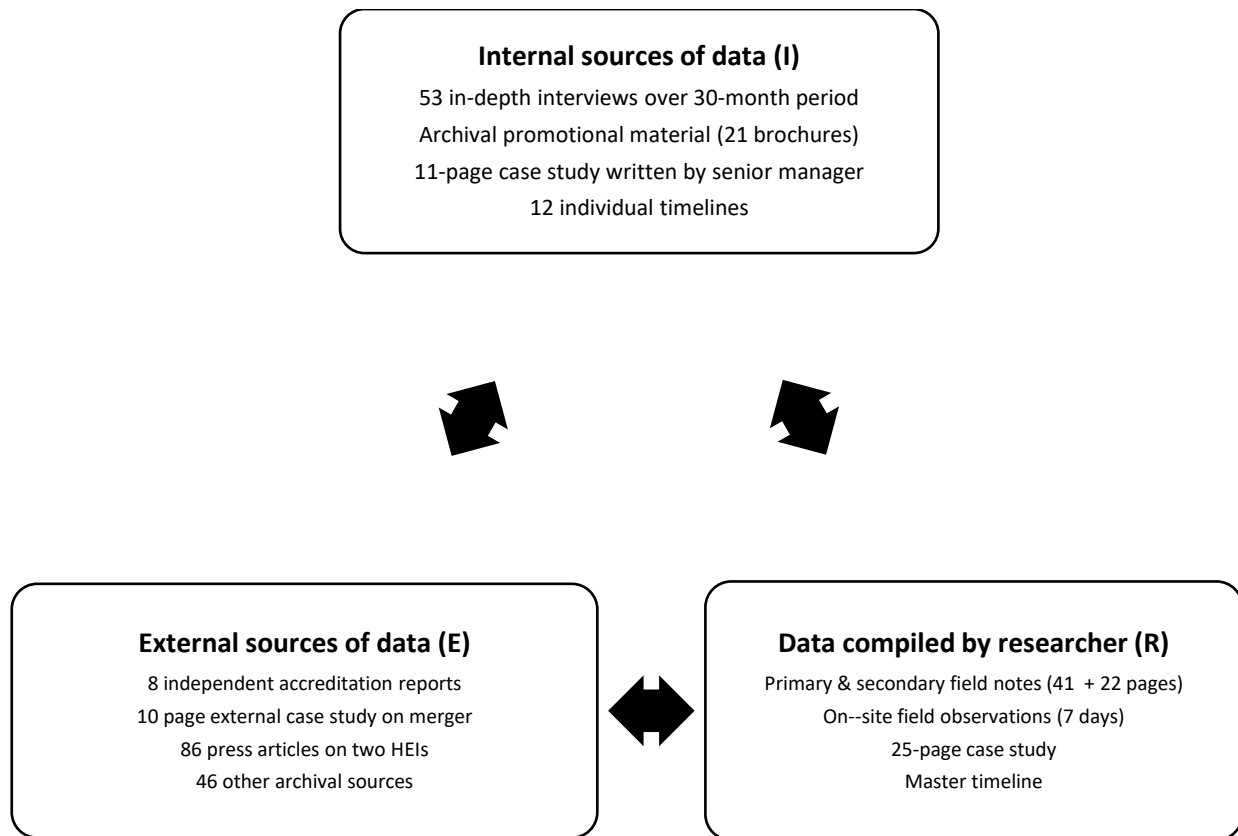 Internal sources of data (I)
53 in-depth interviews over 30-month period
Archival promotional material (21 brochures)
11-page case study written by senior manager
12 individual timelines
External sources of data (E)
8 independent accreditation reports
10 page external case study on merger
86 press articles on two HEIs
46 other archival sources
Data compiled by researcher (R)
Primary & secondary field notes (41  + 22 pages)
On--site field observations (7 days)
25-page case study
Master timeline